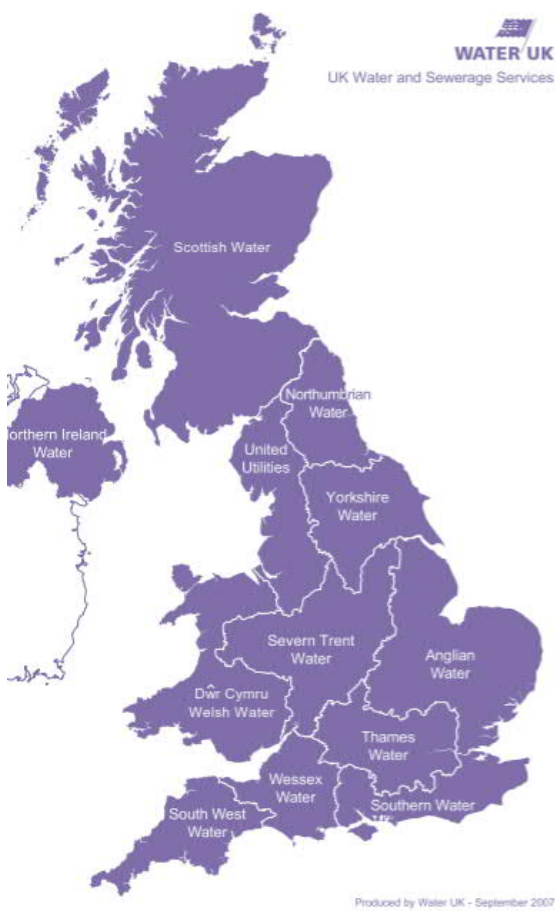 WATER UK
UK Water and Sewerage Services
Scottish Water
Northumbrian
Water
Northern Ireland
Water
United
Utilities
Yorkshire
Water
Severn Trent
Water
Anglian
Water
Dŵr Cymru
Welsh Water
Thames
Water
Wessex
Water
Southern Water
South West
Water
Produced by Water UK - September 2007